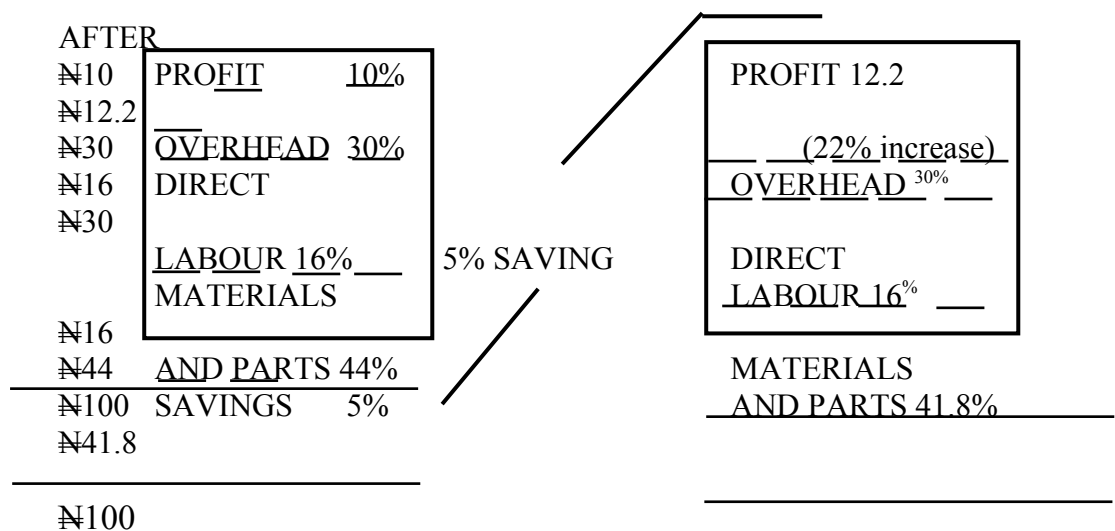 AFTER
₦10 PROFIT 10% PROFIT 12.2
₦12.2
₦30 OVERHEAD 30% (22% increase)
₦16 DIRECT OVERHEAD 30%
₦30
LABOUR 16% 5% SAVING DIRECT
MATERIALS LABOUR 16%
₦16
₦44 AND PARTS 44% MATERIALS
₦100 SAVINGS 5% AND PARTS 41.8%
₦41.8
₦100